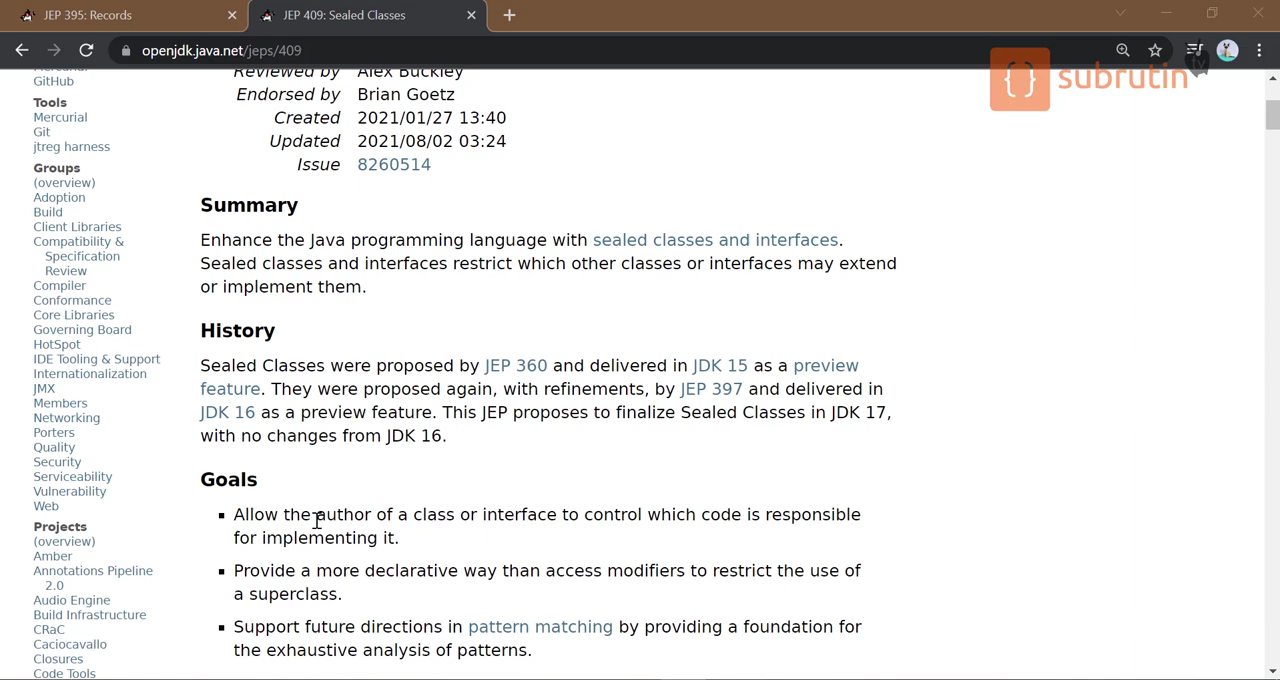 JEP 395: Records
JEP 409: Sealed Classes
openjdk.java.net/jeps/409
subrutin
tv
GitHub
Tools
Mercurial
Git
jtreg harness
Groups
(overview)
Adoption
Build
Client Libraries
Compatibility &
Specification
Review
Compiler
Conformance
Core Libraries
Governing Board
HotSpot
IDE Tooling & Support
Internationalization
JMX
Members
Networking
Porters
Quality
Security
Serviceability
Vulnerability
Web
Projects
(overview)
Amber
Annotations Pipeline
2.0
Audio Engine
Build Infrastructure
CRaC
Caciocavallo
Closures
Code Tools
Reviewed by Alex Buckley
Endorsed by Brian Goetz
Created 2021/01/27 13:40
Updated 2021/08/02 03:24
Issue 8260514
Summary
Enhance the Java programming language with sealed classes and interfaces.
Sealed classes and interfaces restrict which other classes or interfaces may extend
or implement them.
History
Sealed Classes were proposed by JEP 360 and delivered in JDK 15 as a preview
feature. They were proposed again, with refinements, by JEP 397 and delivered in
JDK 16 as a preview feature. This JEP proposes to finalize Sealed Classes in JDK 17,
with no changes from JDK 16.
Goals
▪ Allow the author of a class or interface to control which code is responsible
for implementing it.
▪ Provide a more declarative way than access modifiers to restrict the use of
a superclass.
▪ Support future directions in pattern matching by providing a foundation for
the exhaustive analysis of patterns.